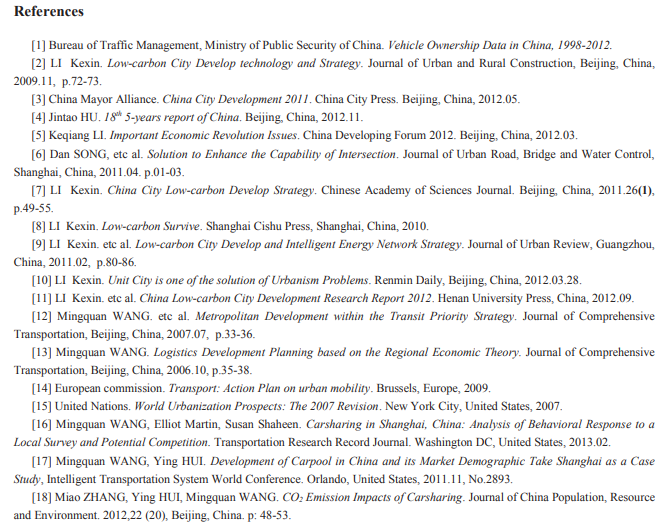 References
[1] Bureau of Traffic Management, Ministry of Public Security of China. Vehicle Ownership Data in China, 1998-2012.
[2] LI Kexin. Low-carbon City Develop technology and Strategy. Journal of Urban and Rural Construction, Beijing, China,
2009.11, p.72-73.
[3] China Mayor Alliance. China City Development 2011. China City Press. Beijing, China, 2012.05.
[4] Jintao HU. 18th 5-years report of China. Beijing, China, 2012.11.
[5] Keqiang LI. Important Economic Revolution Issues. China Developing Forum 2012. Beijing, China, 2012.03.
[6] Dan SONG, etc al. Solution to Enhance the Capability of Intersection. Journal of Urban Road, Bridge and Water Control,
Shanghai, China, 2011.04. p.01-03.
[7] LI Kexin. China City Low-carbon Develop Strategy. Chinese Academy of Sciences Journal. Beijing, China, 2011.26(1),
p.49-55.
[8] LI Kexin. Low-carbon Survive. Shanghai Cishu Press, Shanghai, China, 2010.
[9] LI Kexin. etc al. Low-carbon City Develop and Intelligent Energy Network Strategy. Journal of Urban Review, Guangzhou,
China, 2011.02, p.80-86.
[10] LI Kexin. Unit City is one of the solution of Urbanism Problems. Renmin Daily, Beijing, China, 2012.03.28.
[11] LI Kexin. etc al. China Low-carbon City Development Research Report 2012. Henan University Press, China, 2012.09.
[12] Mingquan WANG. etc al. Metropolitan Development within the Transit Priority Strategy. Journal of Comprehensive
Transportation, Beijing, China, 2007.07, p.33-36.
[13] Mingquan WANG. Logistics Development Planning based on the Regional Economic Theory. Journal of Comprehensive
Transportation, Beijing, China, 2006.10, p.35-38.
[14] European commission. Transport: Action Plan on urban mobility. Brussels, Europe, 2009.
[15] United Nations. World Urbanization Prospects: The 2007 Revision. New York City, United States, 2007.
[16] Mingquan WANG, Elliot Martin, Susan Shaheen. Carsharing in Shanghai, China: Analysis of Behavioral Response to a
Local Survey and Potential Competition. Transportation Research Record Journal. Washington DC, United States, 2013.02.
[17] Mingquan WANG, Ying HUI. Development of Carpool in China and its Market Demographic Take Shanghai as a Case
Study, Intelligent Transportation System World Conference. Orlando, United States, 2011.11, No.2893.
[18] Miao ZHANG, Ying HUI, Mingquan WANG. CO2 Emission Impacts of Carsharing. Journal of China Population, Resource
and Environment. 2012,22 (20), Beijing, China. p: 48-53.